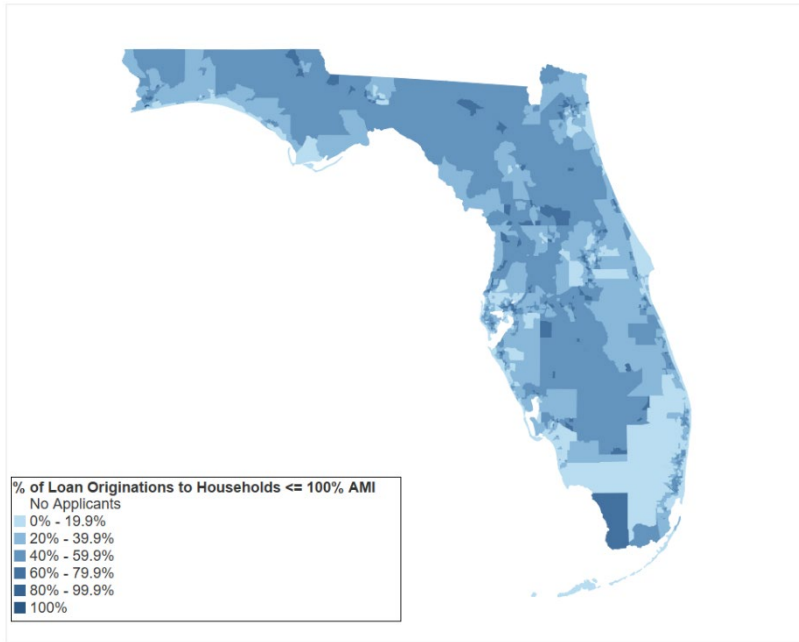 % of Loan Originations to Households <= 100% AMI
No Applicants
0% - 19.9%
20% - 39.9%
40% - 59.9%
60% - 79.9%
80% - 99.9%
100%